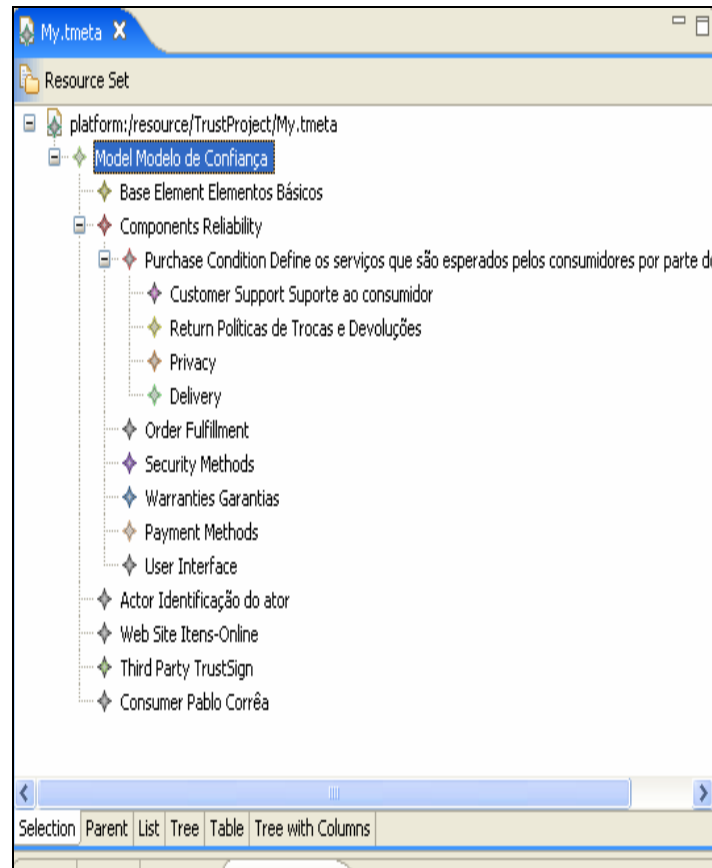 My.tmeta
Resource Set
platform:/resource/TrustProject/My.tmeta
Model Modelo de Confiança
Base Element Elementos Básicos
Components Reliability
Purchase Condition Define os serviços que são esperados pelos consumidores por parte
Customer Support Suporte ao consumidor
Return Políticas de Trocas e Devoluções
Privacy
Delivery
Order Fulfillment
Security Methods
Warranties Garantias
Payment Methods
User Interface
Actor Identificação do ator
Web Site Itens-Online
Third Party TrustSign
Consumer Pablo Corrêa
Selection Parent List Tree Table Tree with Columns